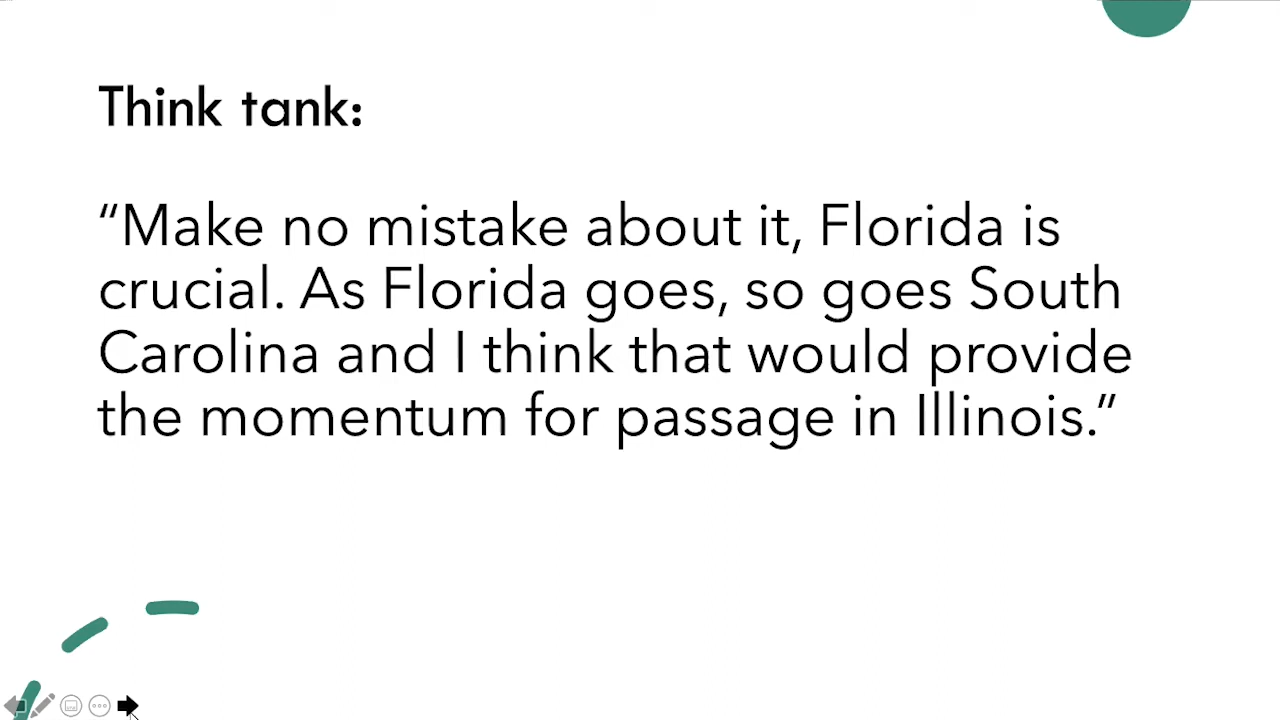 Think tank:
“Make no mistake about it, Florida is
crucial. As Florida goes, so goes South
Carolina and I think that would provide
the momentum for passage in Illinois.”